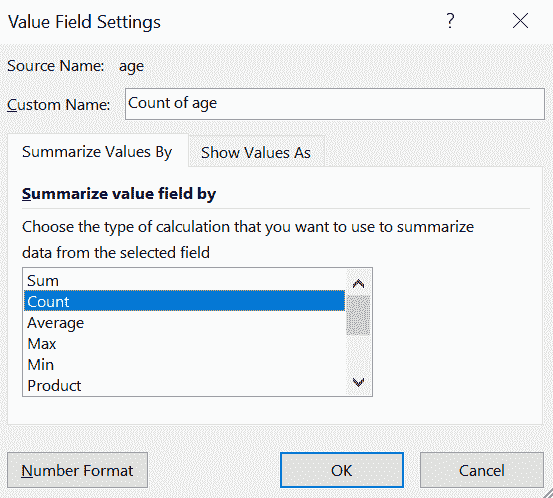 Value Field Settings ?
Source Name: age
Custom Name: Count of age
Summarize Values By Show Values As
Summarize value field by
Choose the type of calculation that you want to use to summarize
data from the selected field
Sum
Count
Average
Max
Min
Product
Number Format OK Cancel